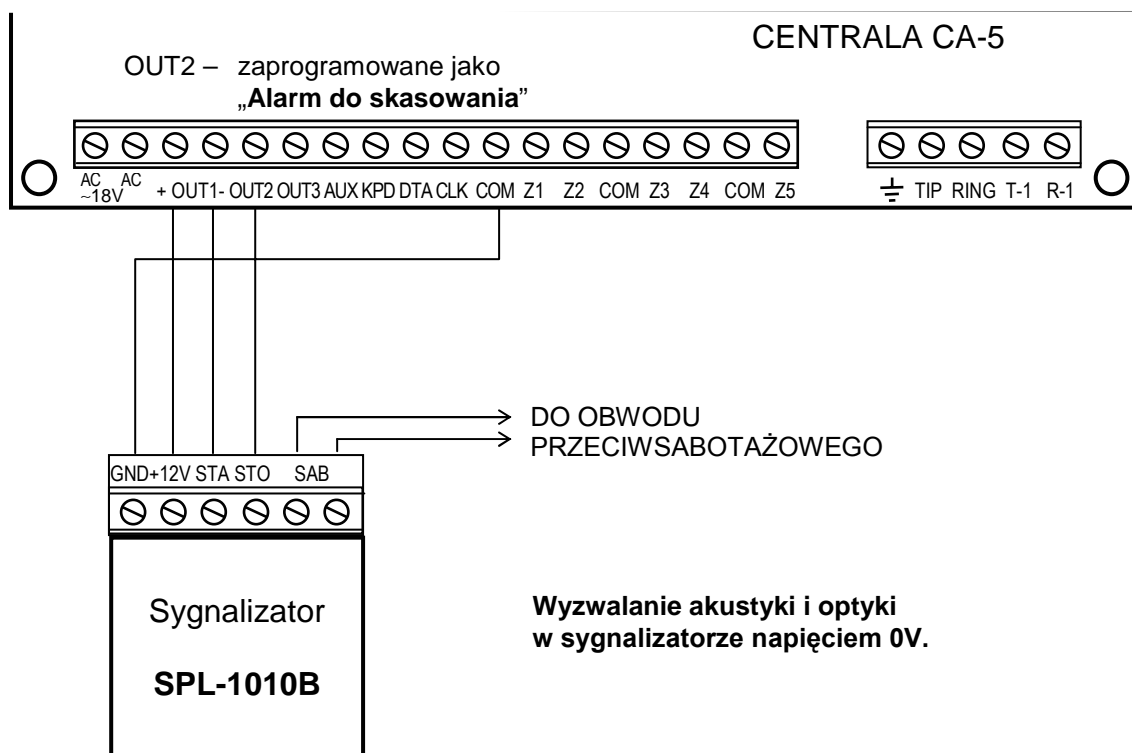 CENTRALA CA-5
OUT2 – zaprogramowane jako
„Alarm do skasowania”
AC AC
~18V
+ OUT1- OUT2 OUT3 AUX KPD DTA CLK COM Z1 Z2 COM Z3 Z4 COM Z5
TIP RING T-1 R-1
DO OBWODU
PRZECIWSABOTAŻOWEGO
GND+12V STA STO SAB
Sygnalizator
SPL-1010B
Wyzwalanie akustyki i optyki
w sygnalizatorze napięciem 0V.